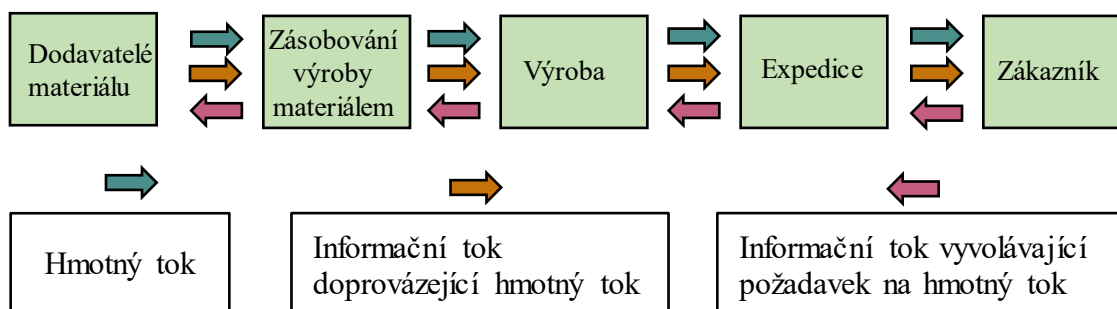 Dodavatelé
materiálu
Zásobování
výroby
materiálem
Výroba
Expedice
Zákazník
Hmotný tok
Informační tok
doprovázející hmotný tok
Informační tok vyvolávající
požadavek na hmotný tok